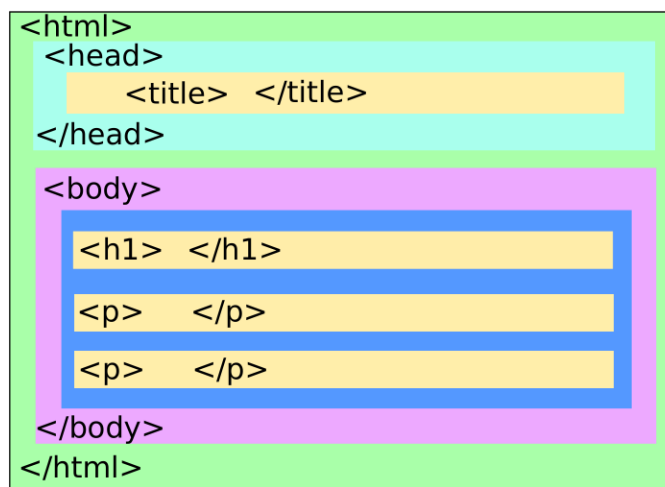 <html>
<head>
<title> </title>
</head>
<body>
<h1> </h1>
<p> </p>
<p> </p>
</body>
</html>